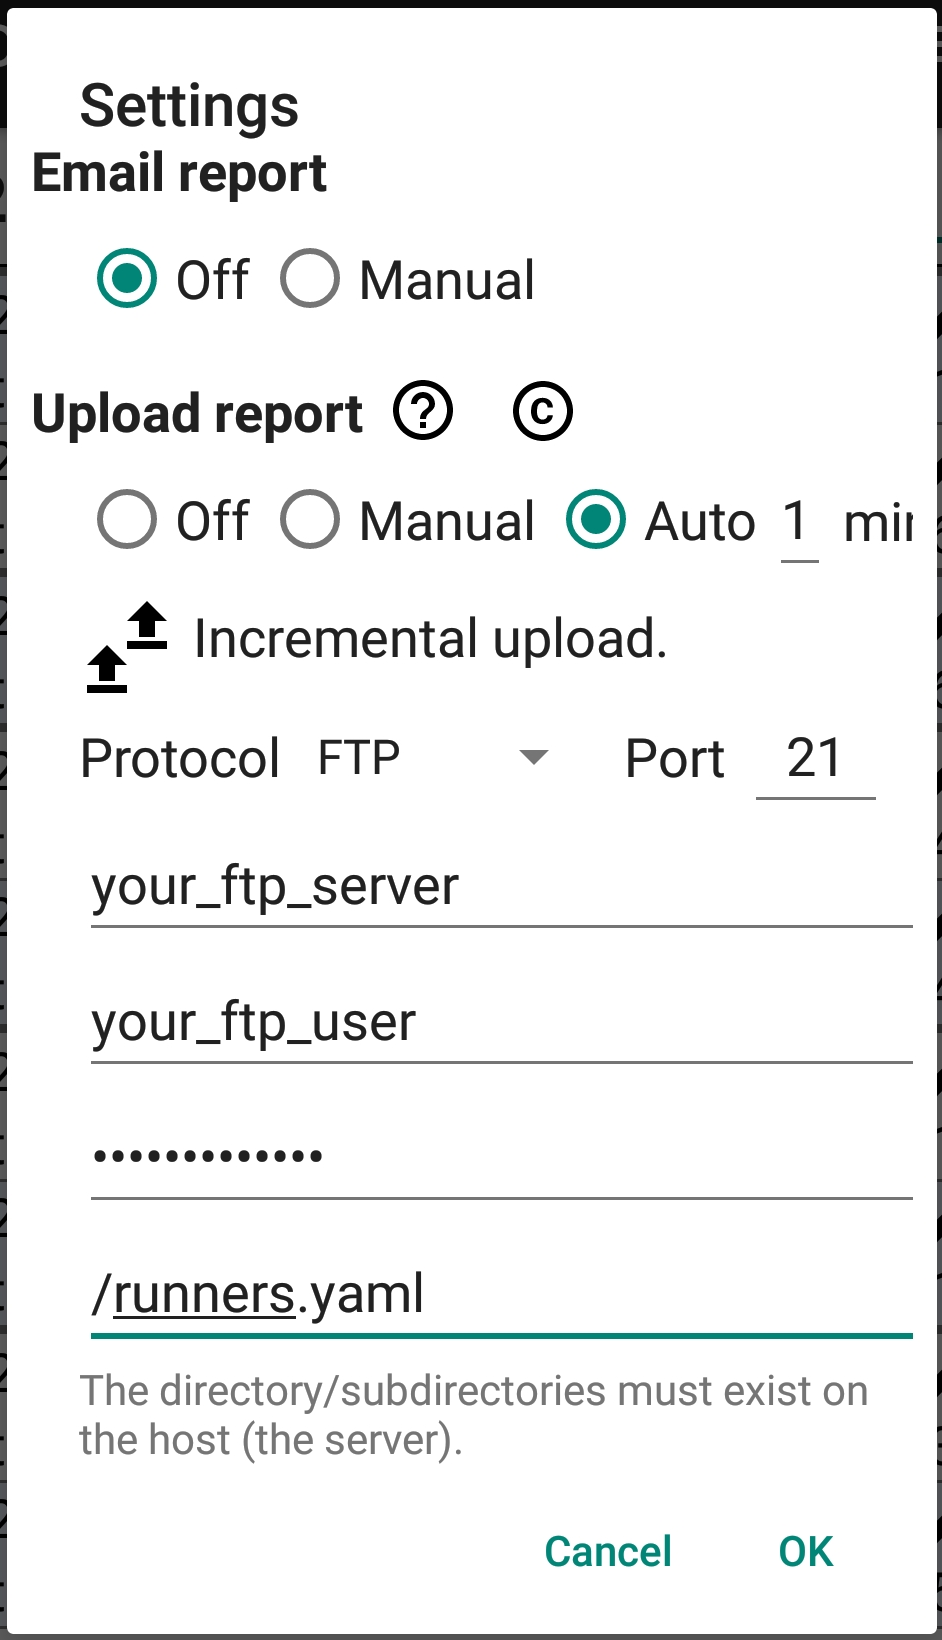 Settings
Email report
Off Manual
Upload report ? C
Off Manual Auto 1 min
Incremental upload.
Protocol FTP Port 21
your_ftp_server
your_ftp_user
•••••••••••••
/runners.yaml
The directory/subdirectories must exist on
the host (the server).
Cancel OK